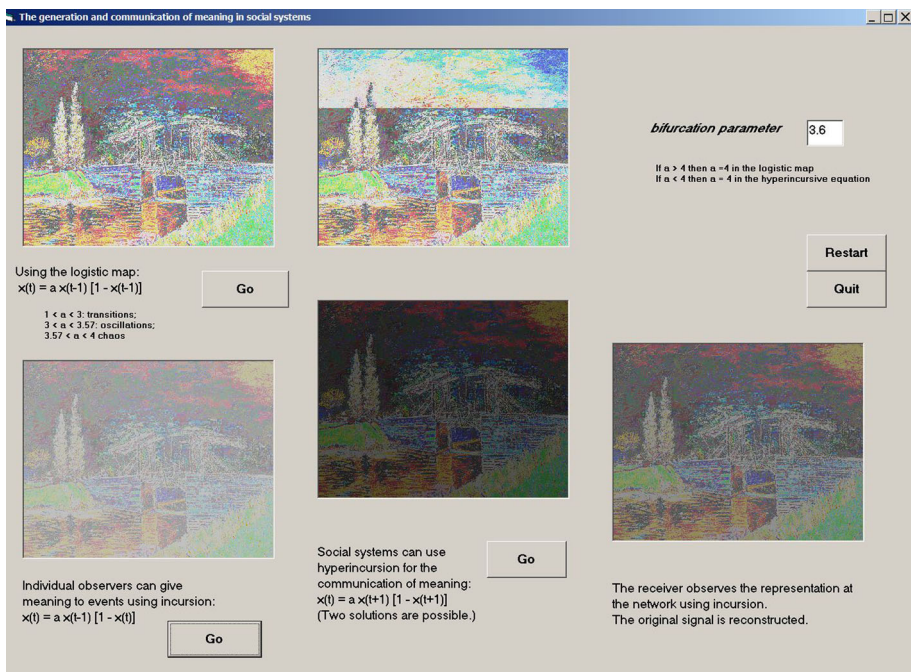 The generation and communication of meaning in social systems
bifurcation parameter
3.6
If a > 4 then a =4 in the logistic map
If a < 4 then a = 4 in the hyperincursive equation
Restart
Quit
Using the logistic map:
x(t) = a x(t-1) [1 - x(t-1)]
Go
1 < a < 3: transitions;
3 < a < 3.57: oscillations;
3.57 < a < 4 chaos
Individual observers can give
meaning to events using incursion:
x(t) = a x(t-1) [1 - x(t)]
Go
Social systems can use
hyperincursion for the
communication of meaning:
x(t) = a x(t+1) [1 - x(t+1)]
(Two solutions are possible.)
Go
The receiver observes the representation at
the network using incursion.
The original signal is reconstructed.